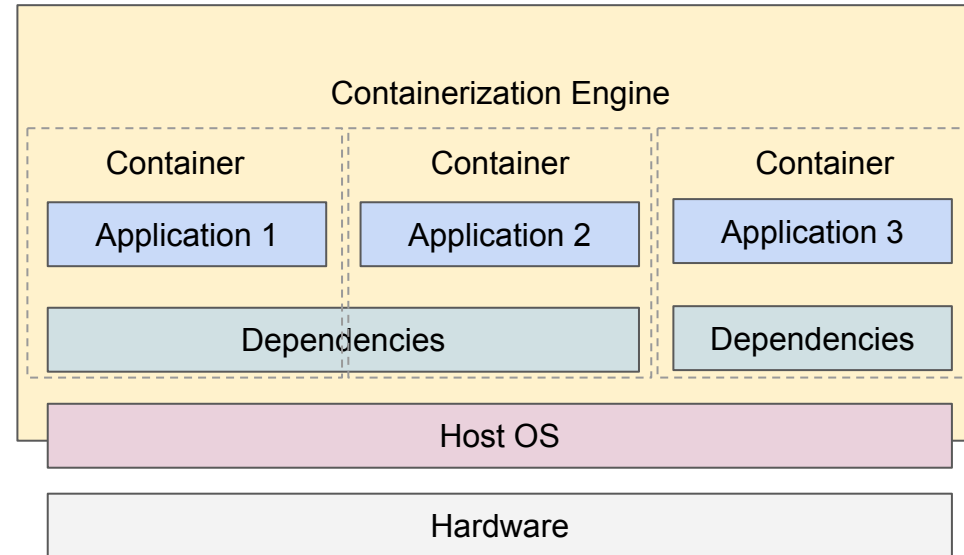 Containerization Engine
Container
Container
Container
Application 1
Application 2
Application 3
Dependencies
Dependencies
Host OS
Hardware